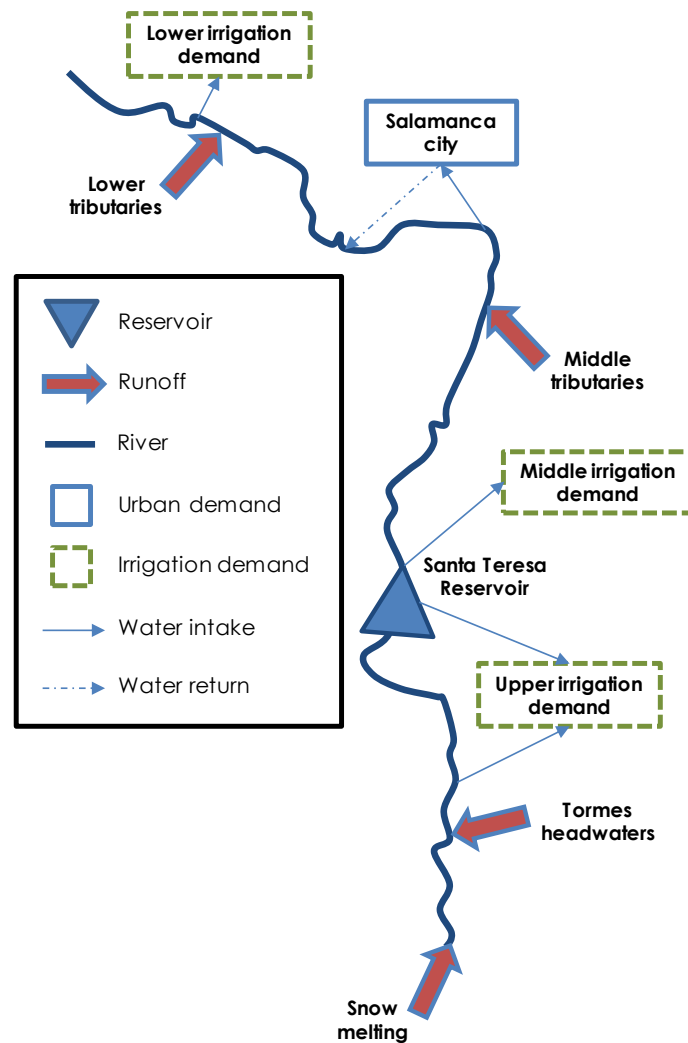 Lower irrigation
demand
Salamanca
city
Lower
tributaries
Reservoir
Runoff
River
Urban demand
Irrigation demand
Water intake
Water return
Middle
tributaries
Middle irrigation
demand
Santa Teresa
Reservoir
Upper irrigation
demand
Tormes
headwaters
Snow
melting